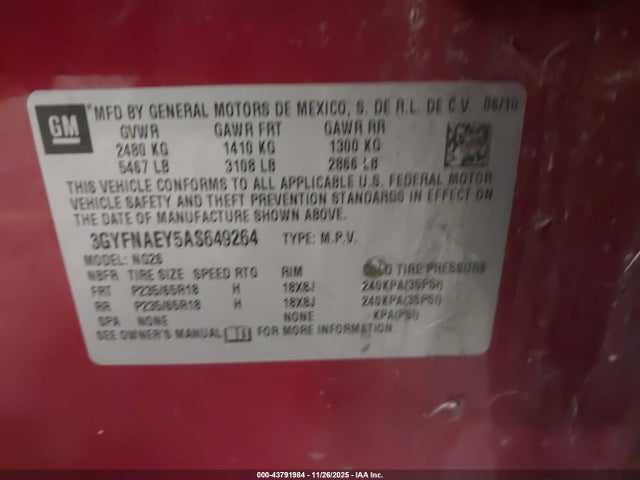 GM
MFD BY GENERAL MOTORS DE MEXICO, S. DE R.L. DE C.V. 06/10
GVWR GAWR FRT GAWR RR
2480 KG 1410 KG 1300 KG
5467 LB 3108 LB 2866 LB
THIS VEHICLE CONFORMS TO ALL APPLICABLE U.S. FEDERAL MOTOR
VEHICLE SAFETY AND THEFT PREVENTION STANDARDS IN EFFECT ON
THE DATE OF MANUFACTURE SHOWN ABOVE.
3GYFNAEY5AS649264 TYPE: M.P.V.
MODEL: NG26
NBFR TIRE SIZE SPEED RTG RIM COLD TIRE PRESSURE
FRT P235/65R18 H 18X8J 240KPA(35PSI)
RR P235/65R18 H 18X8J 240KPA(35PSI)
SPA NONE NONE KPA(PSI)
SEE OWNER'S MANUAL FOR MORE INFORMATION.
000-43791984 - 11/26/2025 - IAA Inc.